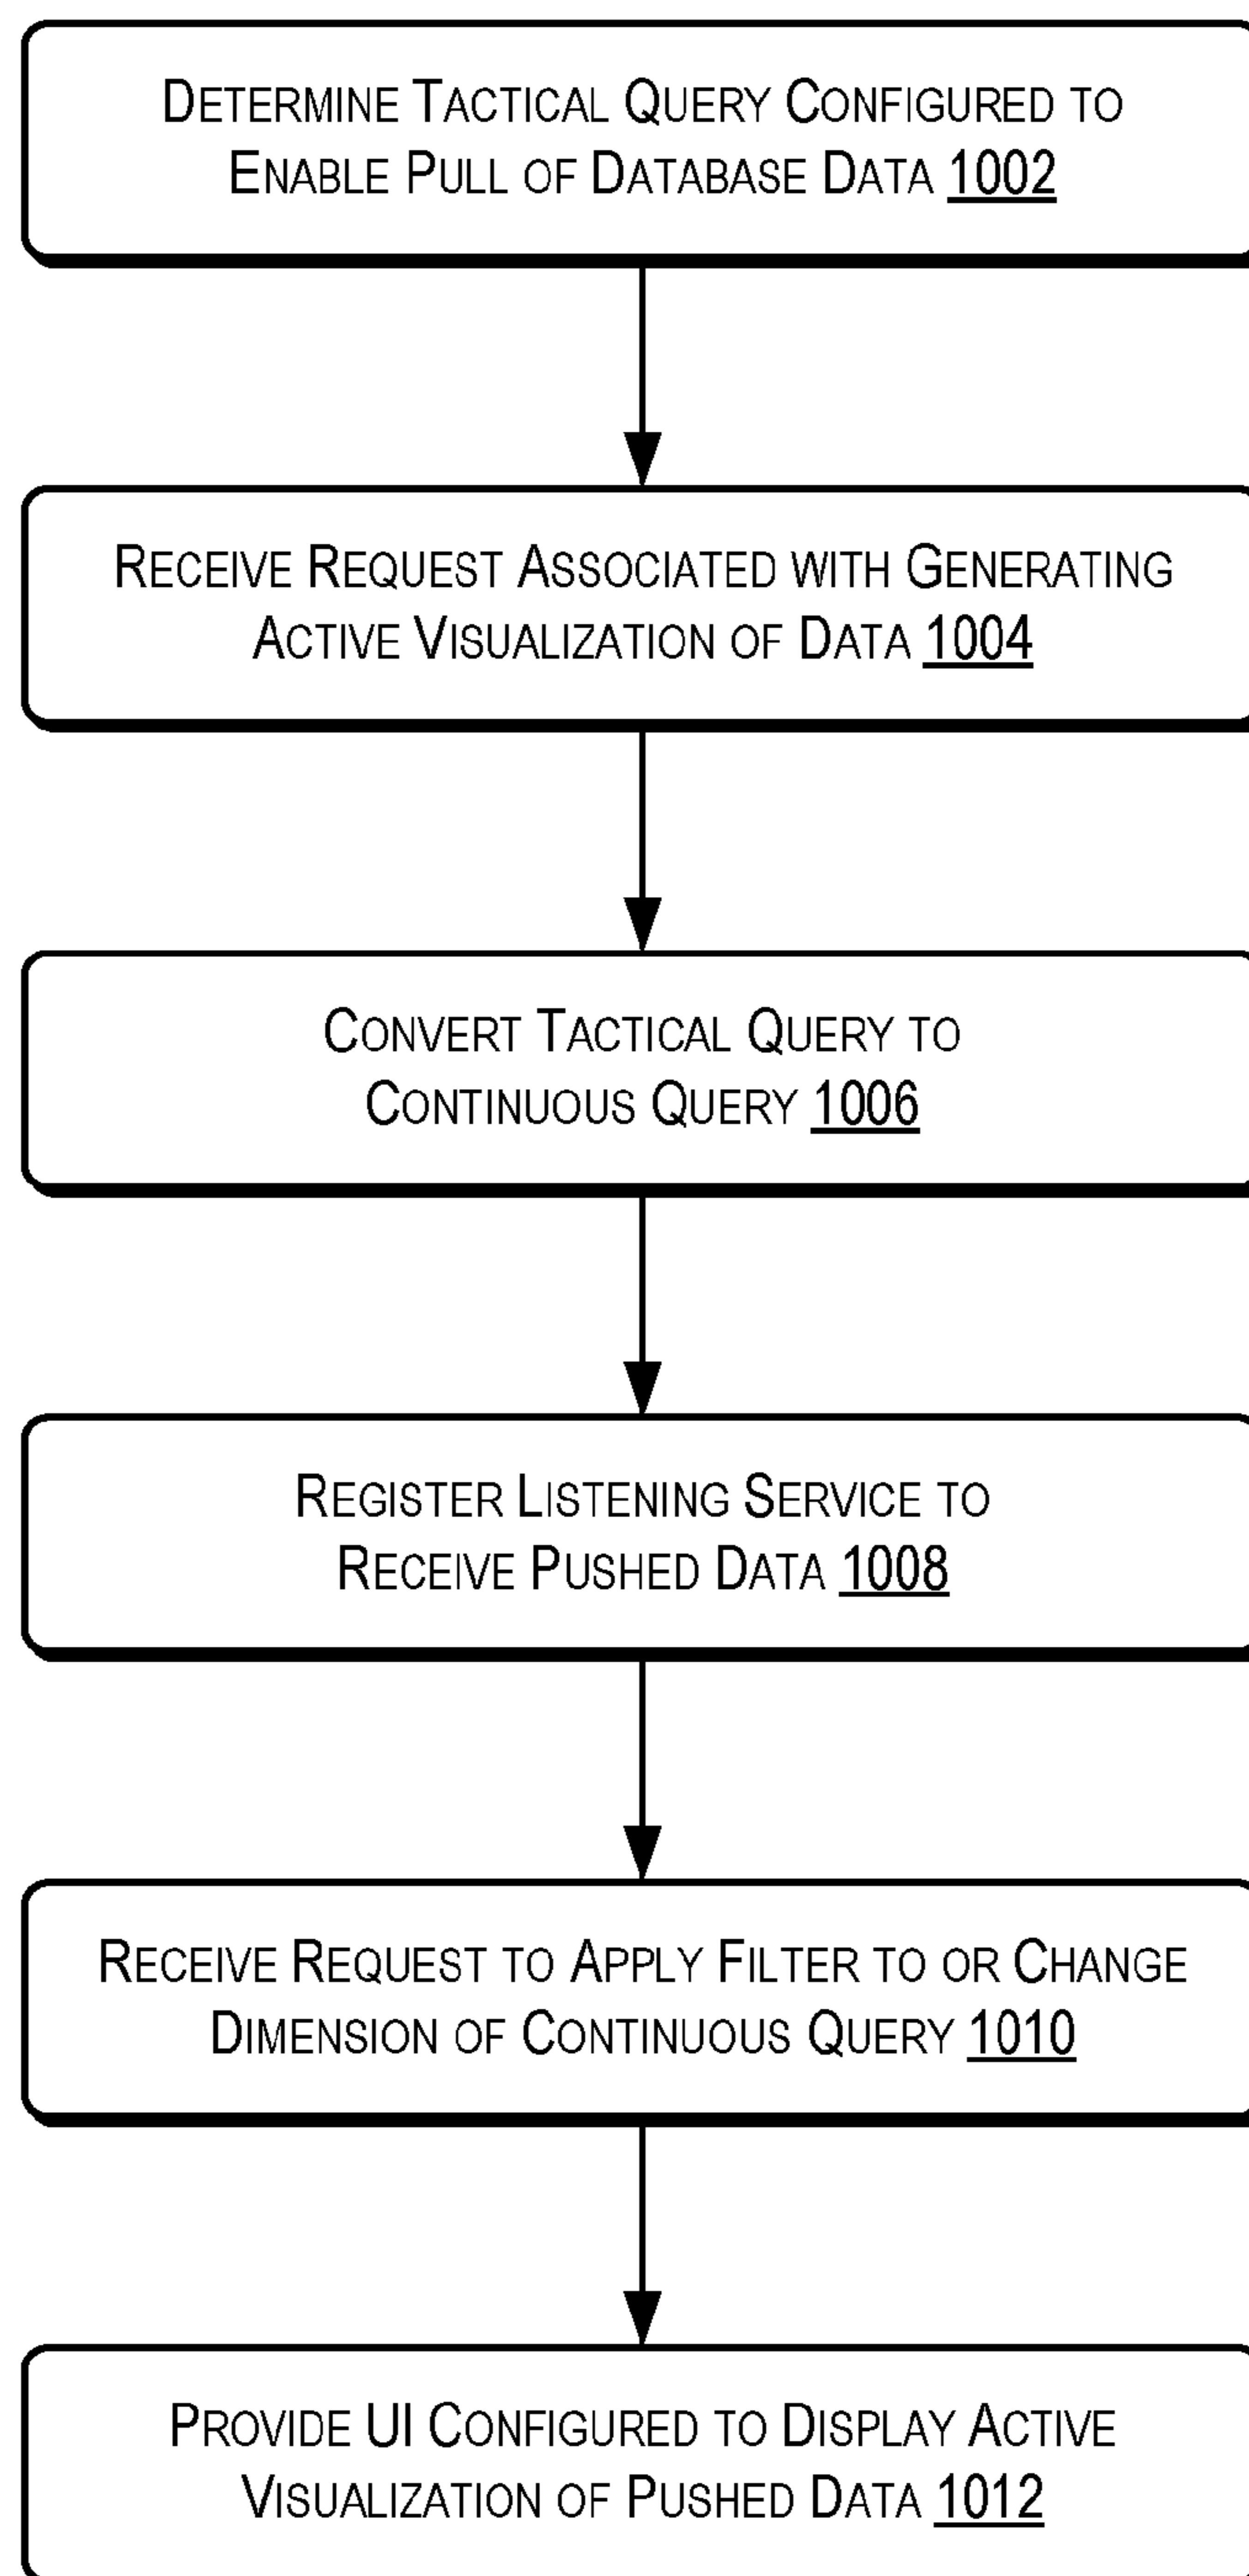 DETERMINE TACTICAL QUERY CONFIGURED TO
ENABLE PULL OF DATABASE DATA 1002
RECEIVE REQUEST ASSOCIATED WITH GENERATING
ACTIVE VISUALIZATION OF DATA 1004
CONVERT TACTICAL QUERY TO
CONTINUOUS QUERY 1006
REGISTER LISTENING SERVICE TO
RECEIVE PUSHED DATA 1008
RECEIVE REQUEST TO APPLY FILTER TO OR CHANGE
DIMENSION OF CONTINUOUS QUERY 1010
PROVIDE UI CONFIGURED TO DISPLAY ACTIVE
VISUALIZATION OF PUSHED DATA 1012